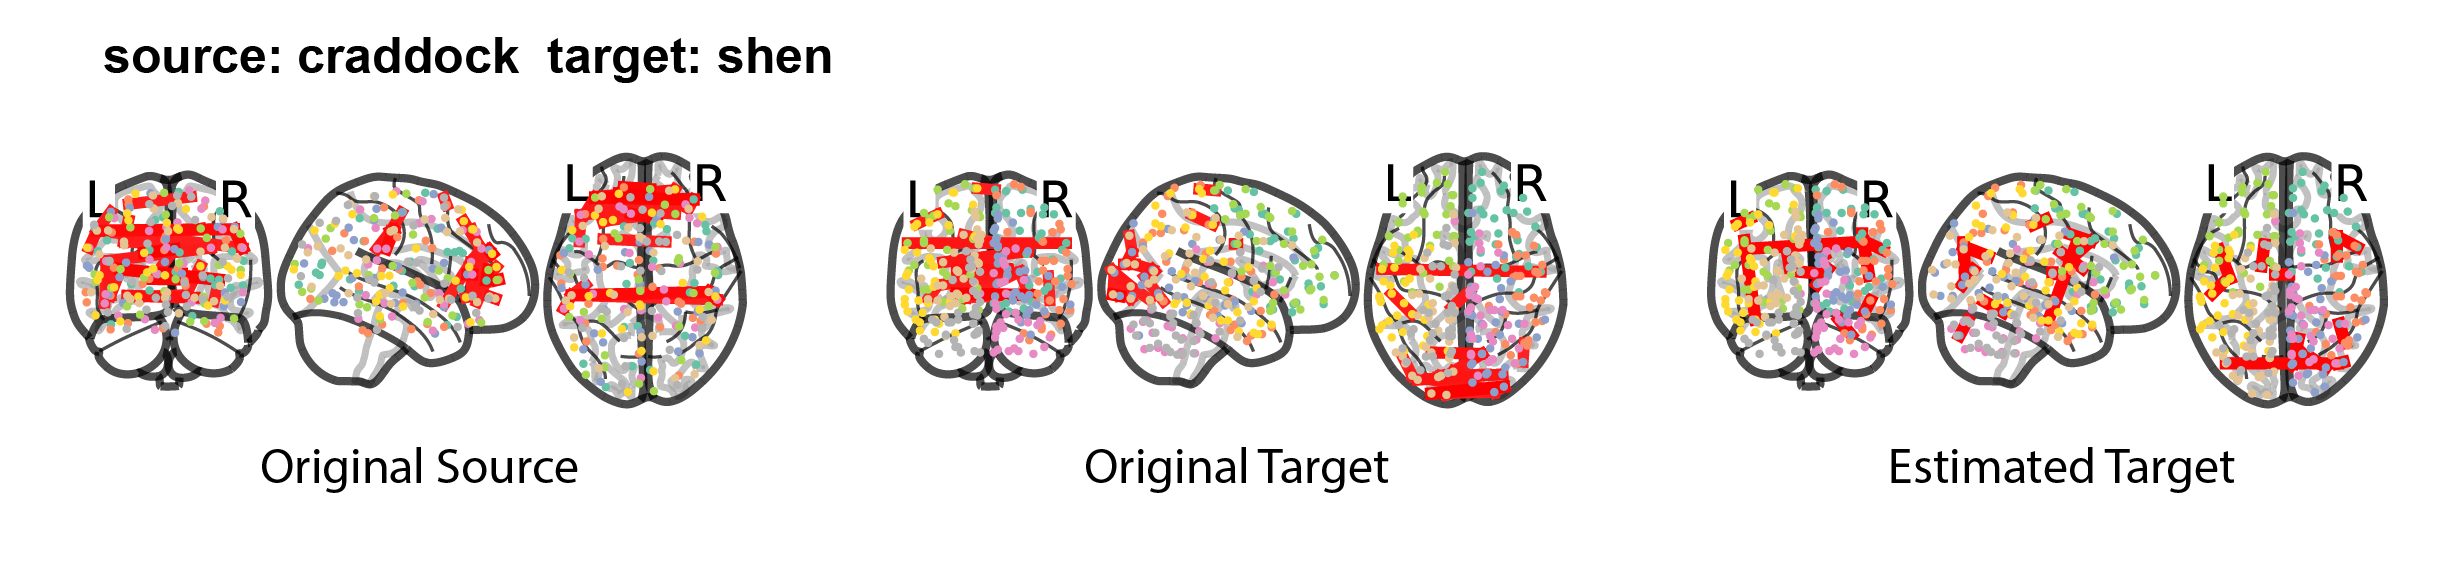 source: craddock  target: shen
L R L R
L R L R
L R L R
Original Source
Original Target
Estimated Target